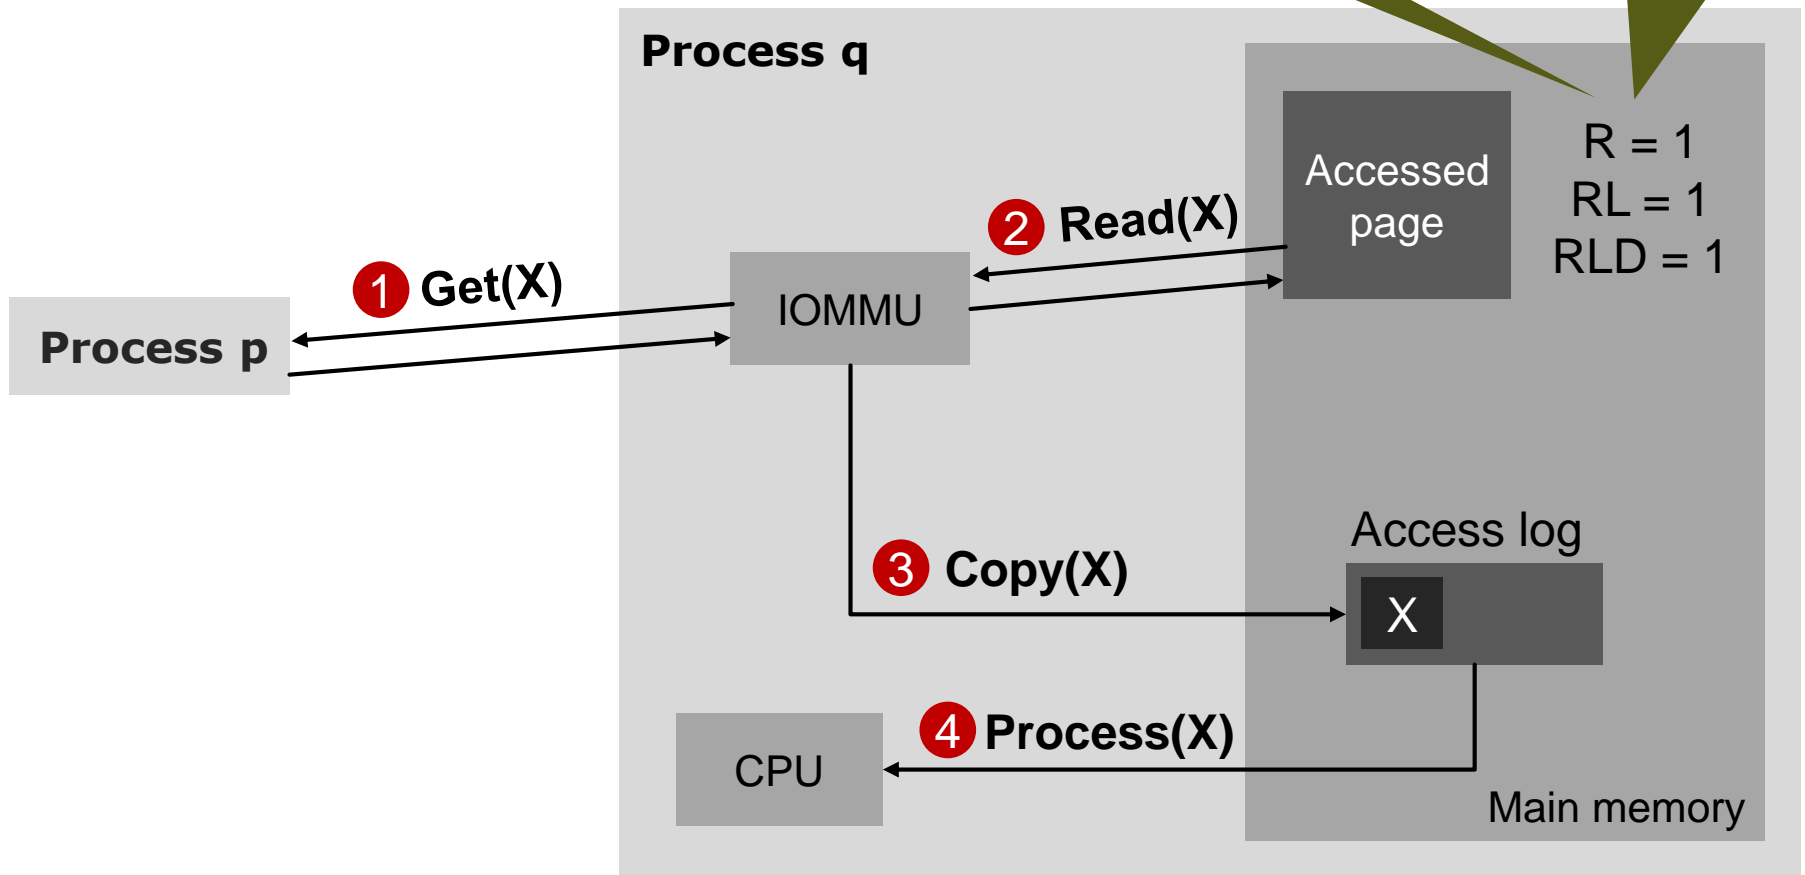 Process q
Accessed
page
R = 1
RL = 1
RLD = 1
2 Read(X)
1 Get(X)
IOMMU
Process p
Access log
3 Copy(X)
X
4 Process(X)
CPU
Main memory